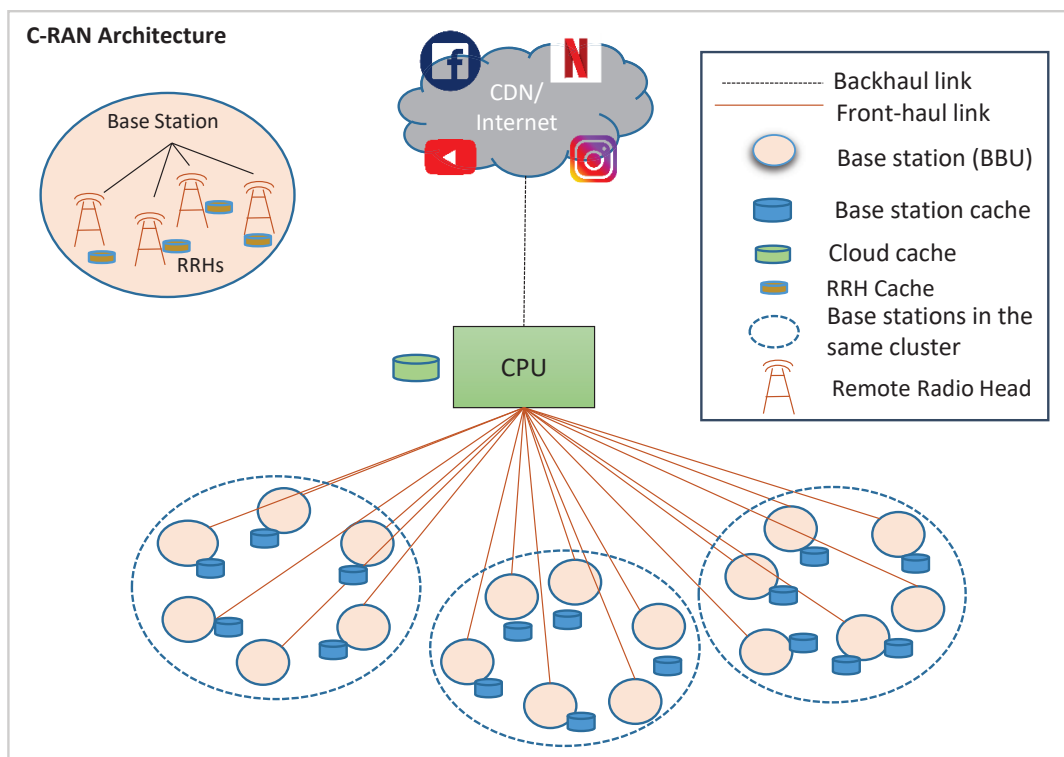 C-RAN Architecture
Base Station
RRHs
f
N
CDN/
Internet
CPU
Backhaul link
Front-haul link
Base station (BBU)
Base station cache
Cloud cache
RRH Cache
Base stations in the
same cluster
Remote Radio Head